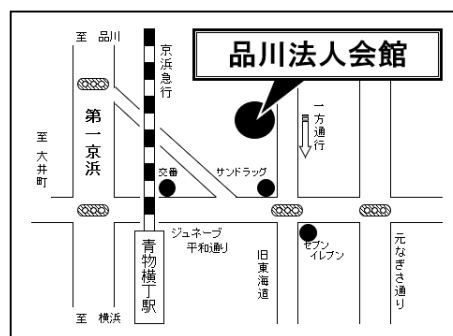 至 品川
京浜急行
品川法人会館
第一京浜
至 大井町
一方通行
交番
サンドラッグ
ジュネーブ
平和通り
セブン
イレブン
青物横丁駅
旧東海道
元なぎさ通り
至 横浜